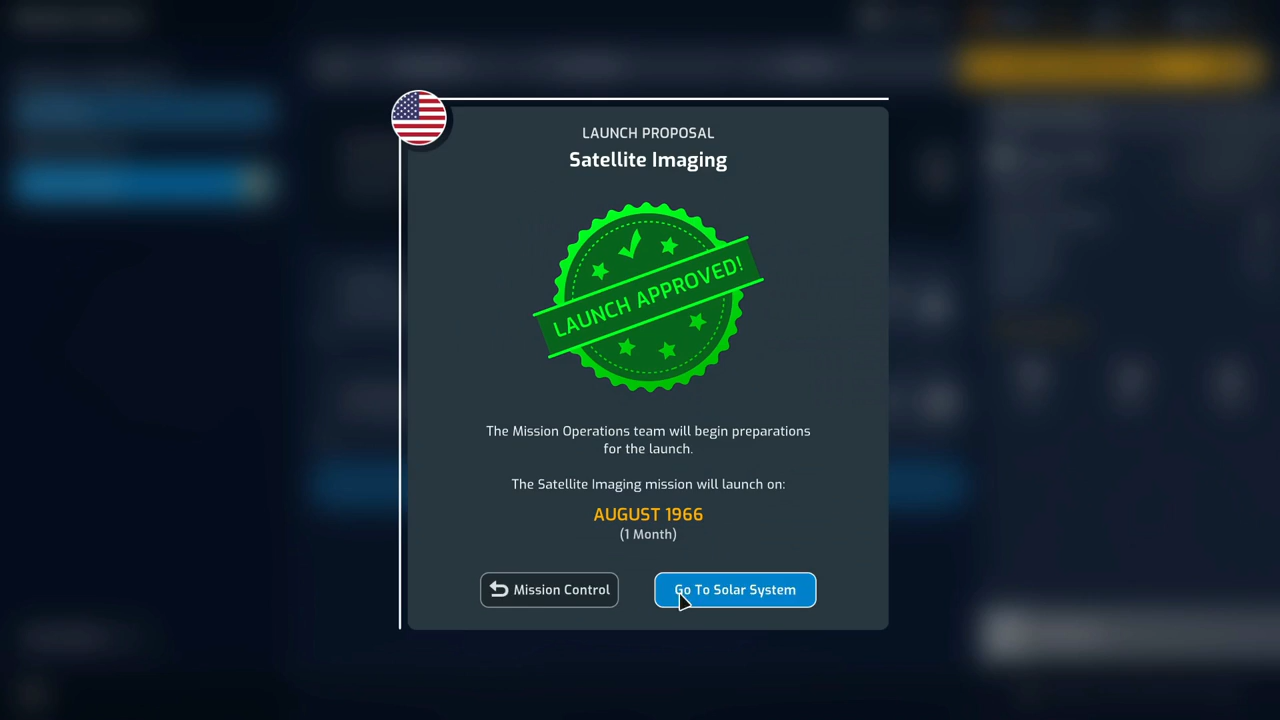 LAUNCH PROPOSAL
Satellite Imaging
LAUNCH APPROVED!
The Mission Operations team will begin preparations
for the launch.
The Satellite Imaging mission will launch on:
AUGUST 1966
(1 Month)
Mission Control
Go To Solar System